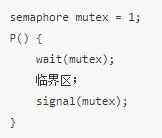 semaphore mutex = 1;
P() {
    wait(mutex);
    临界区;
    signal(mutex);
}